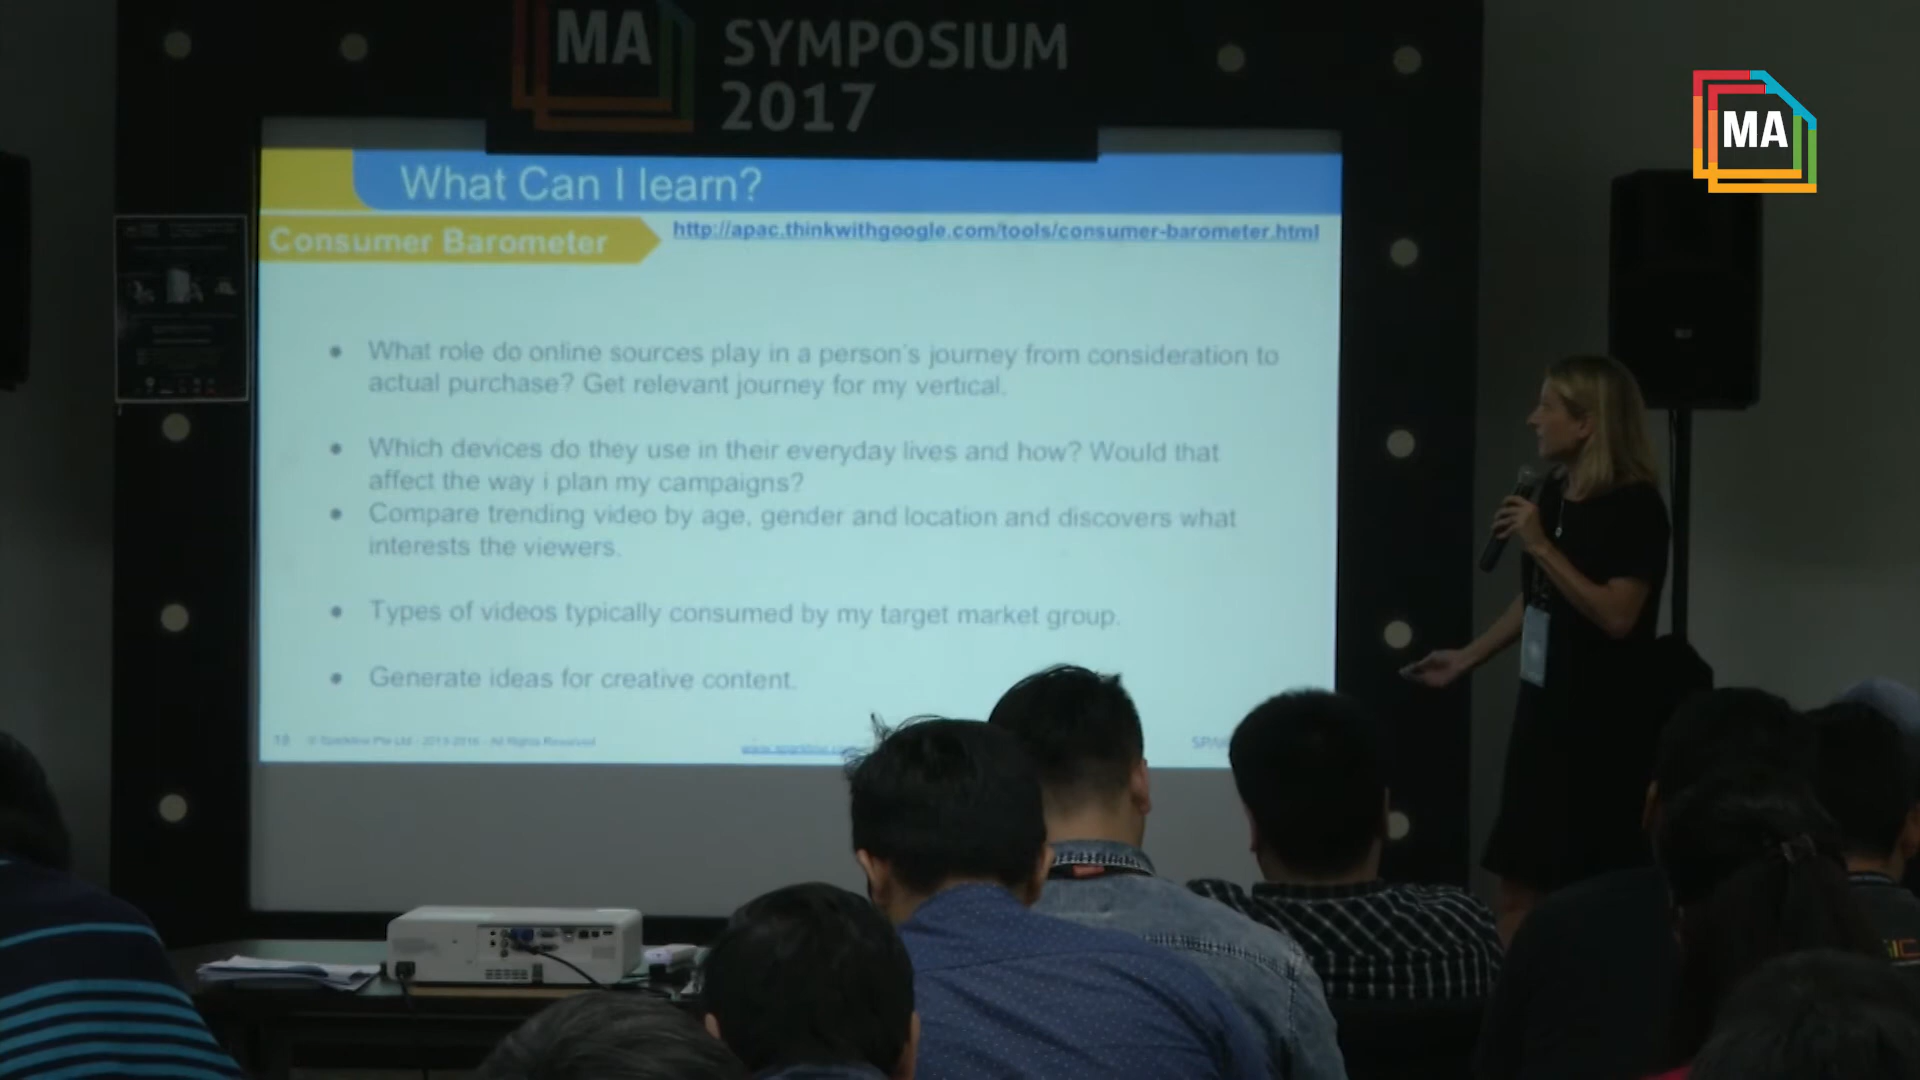 MA SYMPOSIUM
2017
MA
What Can I learn?
Consumer Barometer
http://apac.thinkwithgoogle.com/tools/consumer-barometer.html
• What role do online sources play in a person's journey from consideration to
actual purchase? Get relevant journey for my vertical.
• Which devices do they use in their everyday lives and how? Would that
affect the way i plan my campaigns?
• Compare trending video by age, gender and location and discovers what
interests the viewers.
• Types of videos typically consumed by my target market group.
• Generate ideas for creative content.
All Rights Reserved